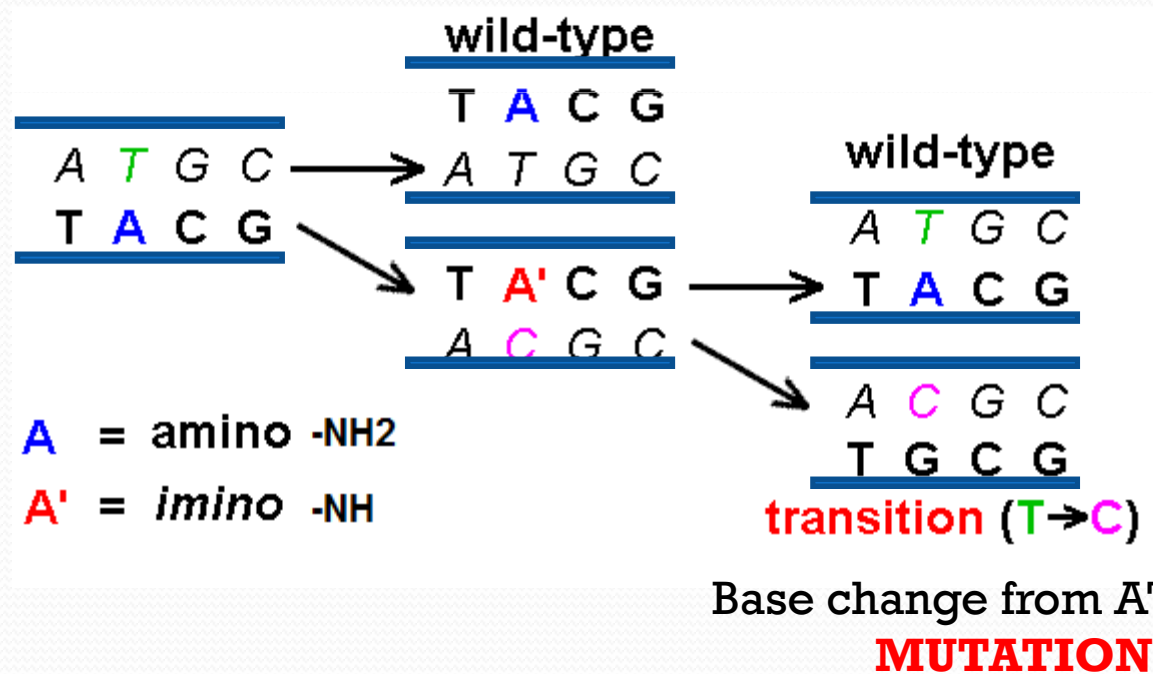 wild-type
T A C G
A T G C
A T G C
T A C G
T A' C G
A C G C
wild-type
A T G C
T A C G
A C G C
T G C G
A = amino -NH2
A' = imino -NH
transition (T→C)
Base change from
MUTATION